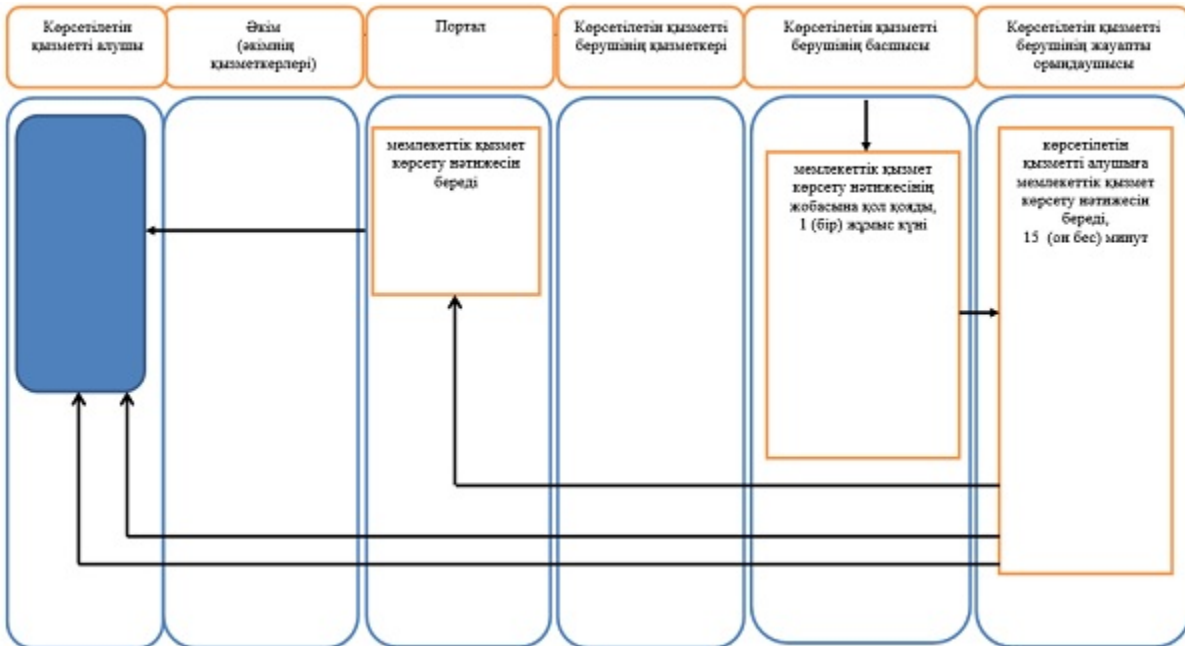 Көрсетілетін
қызметті алушы
Әкім
(әкімнің
қызметкерлері)
Портал
Көрсетілетін қызметті
берушінің қызметкері
Көрсетілетін қызметті
берушінің басшысы
Көрсетілетін қызметті
берушінің жауапты
орындаушысы
мемлекеттік қызмет
көрсету нәтижесін
береді
мемлекеттік қызмет
көрсету нәтижесінің
жобасына қол қояды,
1 (бір) жұмыс күні
көрсетілетін
қызметті алушыға
мемлекеттік қызмет
көрсету нәтижесін
береді,
15 (он бес) минут